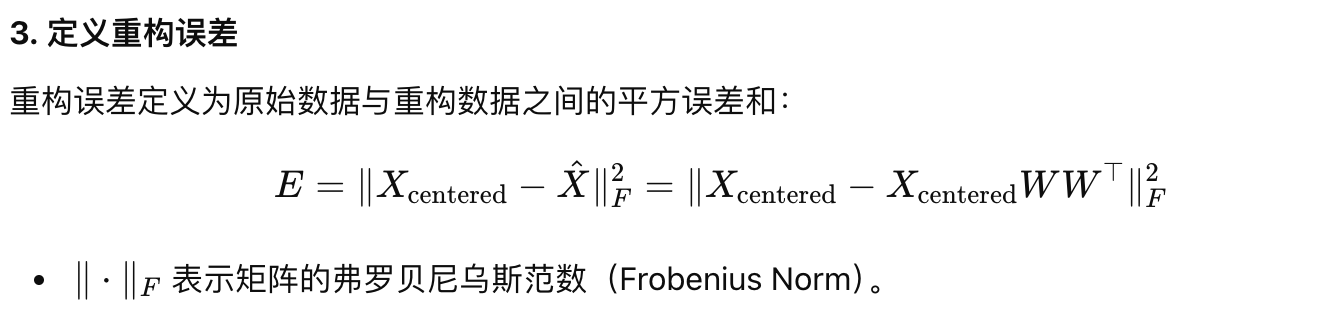 3. 定义重构误差
重构误差定义为原始数据与重构数据之间的平方误差和：
E = ‖X_centered − X̂‖²_F = ‖X_centered − X_centered W W^⊤‖²_F
• ‖ · ‖_F 表示矩阵的弗罗贝尼乌斯范数（Frobenius Norm）。